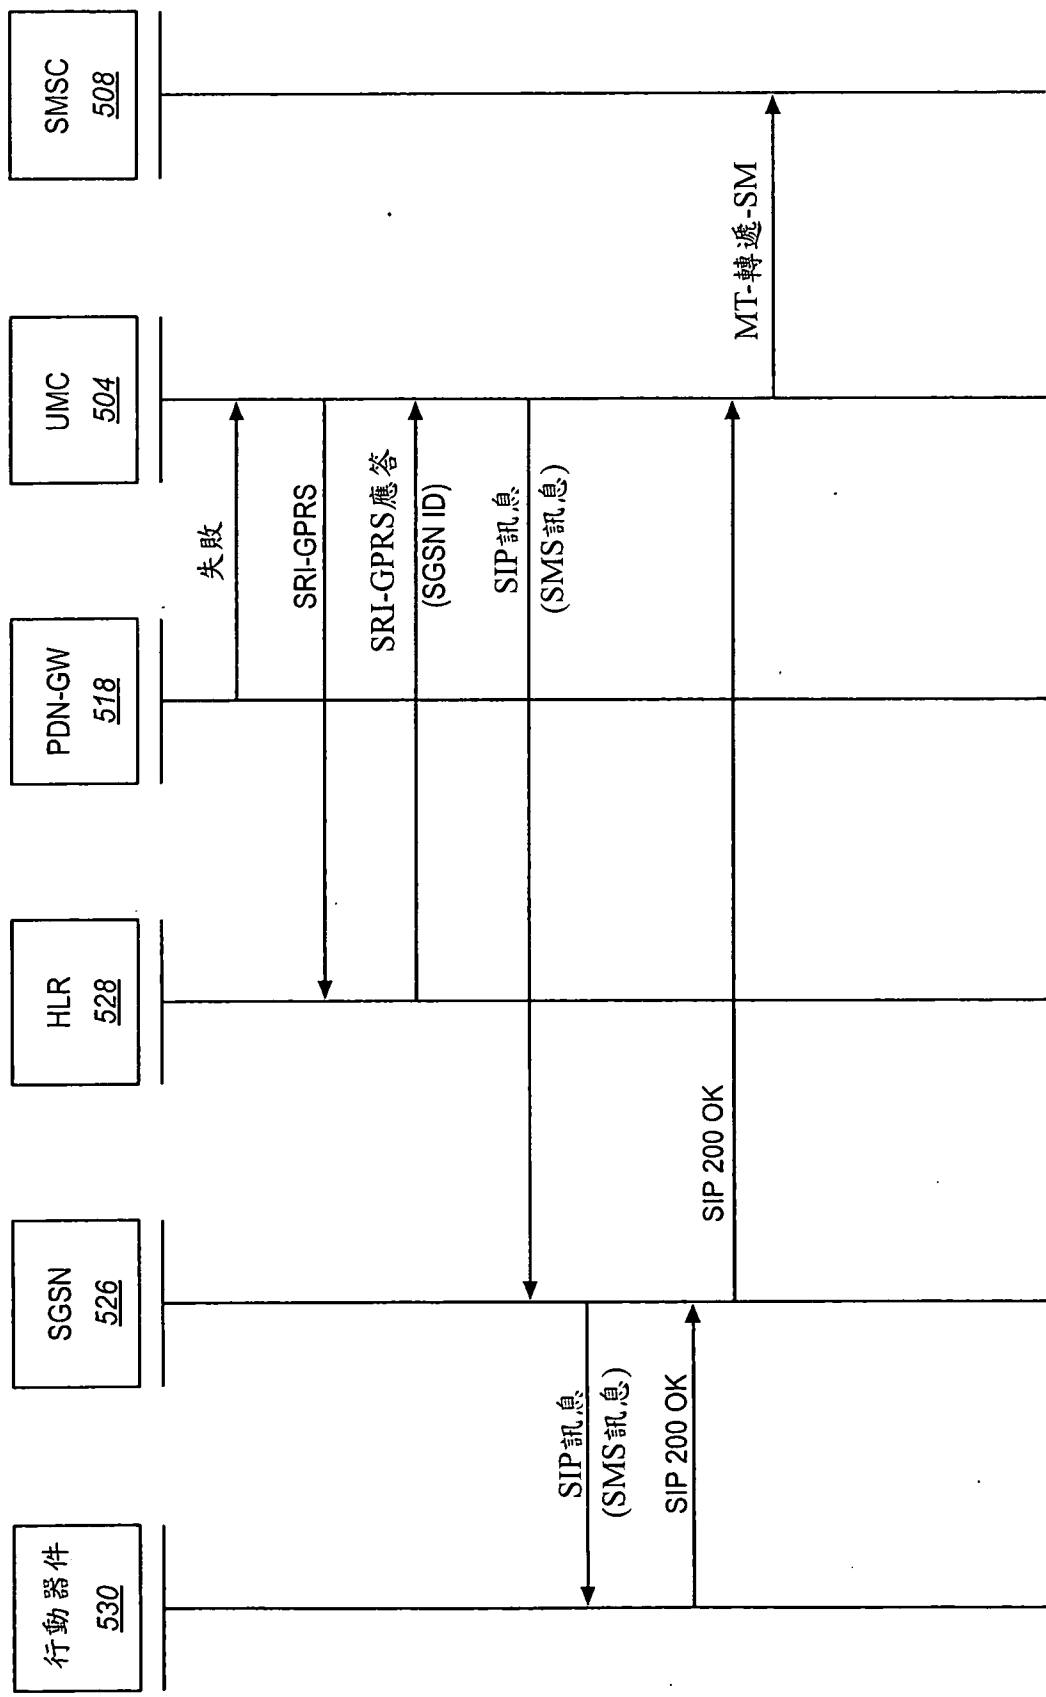 行動器件
530
SGSN
526
HLR
528
PDN-GW
518
UMC
504
SMSC
508
失敗
SRI-GPRS
SRI-GPRS應答
(SGSN ID)
SIP訊息
(SMS訊息)
SIP訊息
(SMS訊息)
SIP 200 OK
SIP 200 OK
MT-轉遞-SM